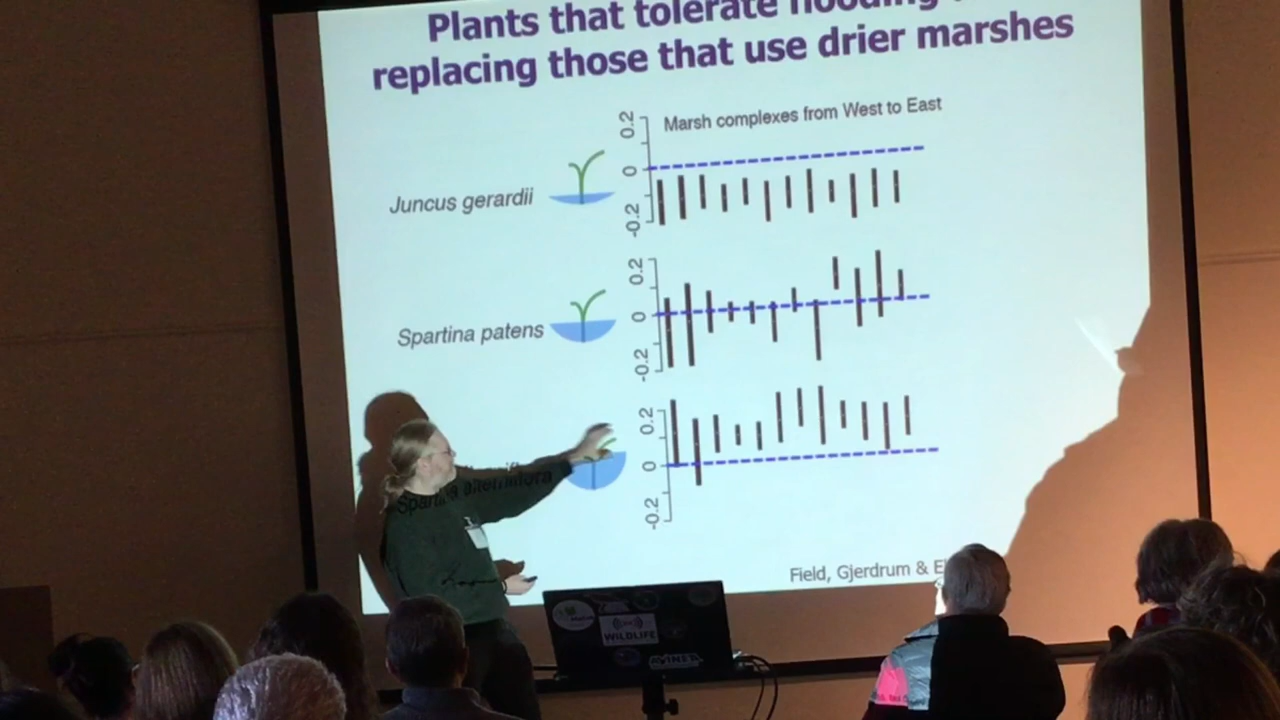 Plants that tolerate flooding
replacing those that use drier marshes
Marsh complexes from West to East
0.2
0
-0.2
Juncus gerardii
0.2
0
-0.2
Spartina patens
0.2
0
-0.2
Spartina alterniflora
Field, Gjerdrum &
WILDLIFE